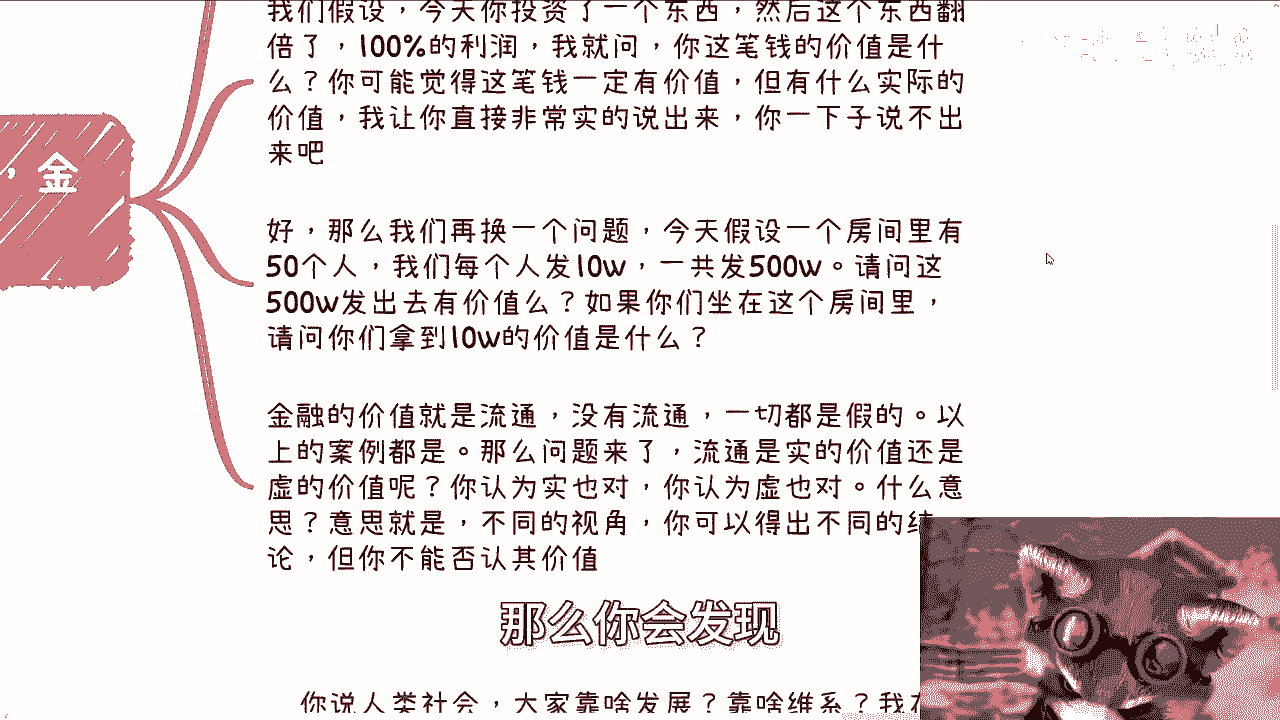 我们假设，今天你投资了一个东西，然后这个东西翻
倍了，100%的利润，我就问，你这笔钱的价值是什
么？你可能觉得这笔钱一定有价值，但有什么实际的
价值，我让你直接非常实的说出来，你一下子说不出
来吧
，金
好，那么我们再换一个问题，今天假设一个房间里有
50个人，我们每个人发10w，一共发500w。请问这
500w发出去有价值么？如果你们坐在这个房间里，
请问你们拿到10w的价值是什么？
金融的价值就是流通，没有流通，一切都是假的。以
上的案例都是。那么问题来了，流通是实的价值还是
虚的价值呢？你认为实也对，你认为虚也对。什么意
思？意思就是，不同的视角，你可以得出不同的结
论，但你不能否认其价值
那么你会发现
你说人类社会，大家靠啥发展？靠啥维系？我在